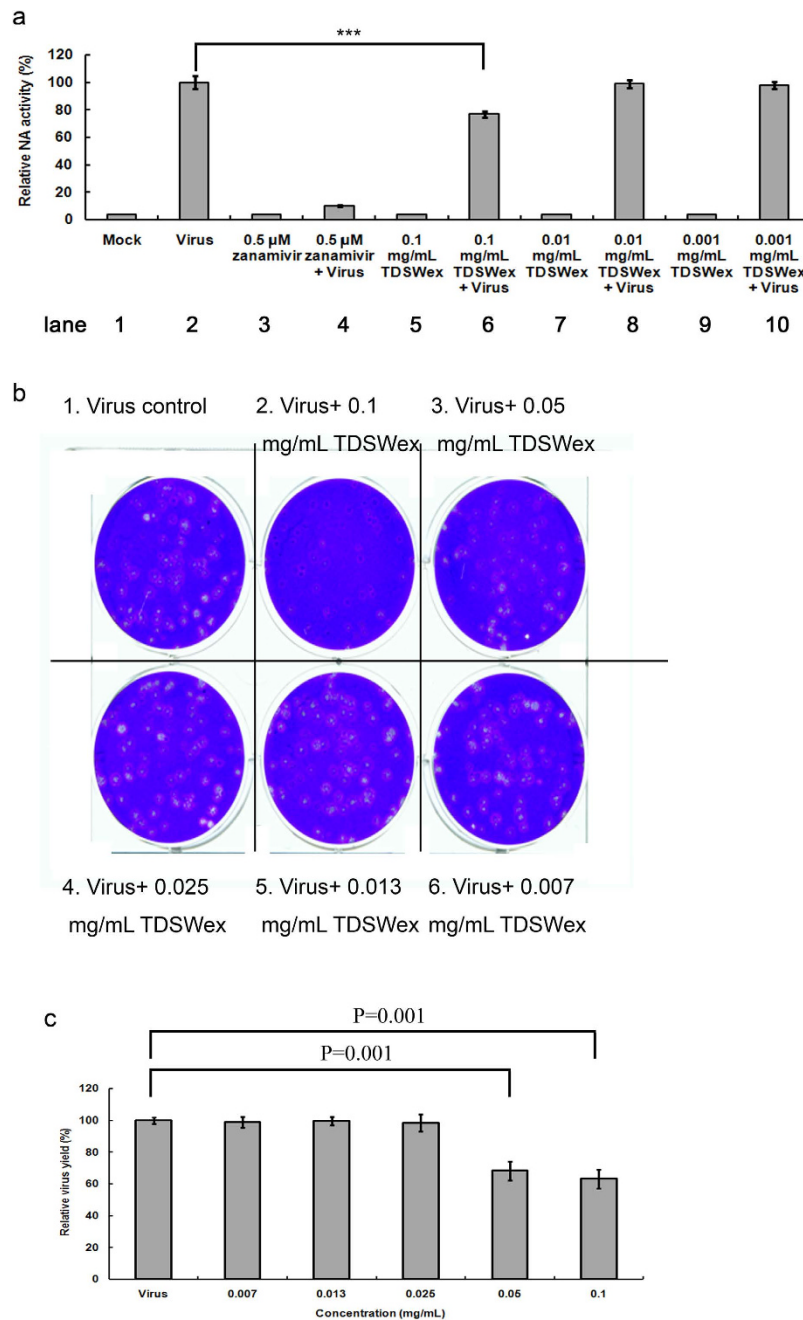 a
***
Relative NA activity (%)
120
100
80
60
40
20
0
Mock
Virus
0.5 µM
zanamivir
0.5 µM
zanamivir
+ Virus
0.1
mg/mL
TDSWex
0.1
mg/mL
TDSWex
+ Virus
0.01
mg/mL
TDSWex
0.01
mg/mL
TDSWex
+ Virus
0.001
mg/mL
TDSWex
0.001
mg/mL
TDSWex
+ Virus
lane 1 2 3 4 5 6 7 8 9 10
b
1. Virus control
2. Virus+ 0.1
mg/mL TDSWex
3. Virus+ 0.05
mg/mL TDSWex
4. Virus+ 0.025
mg/mL TDSWex
5. Virus+ 0.013
mg/mL TDSWex
6. Virus+ 0.007
mg/mL TDSWex
c
P=0.001
P=0.001
Relative virus yield (%)
120
100
80
60
40
20
0
Virus 0.007 0.013 0.025 0.05 0.1
Concentration (mg/mL)